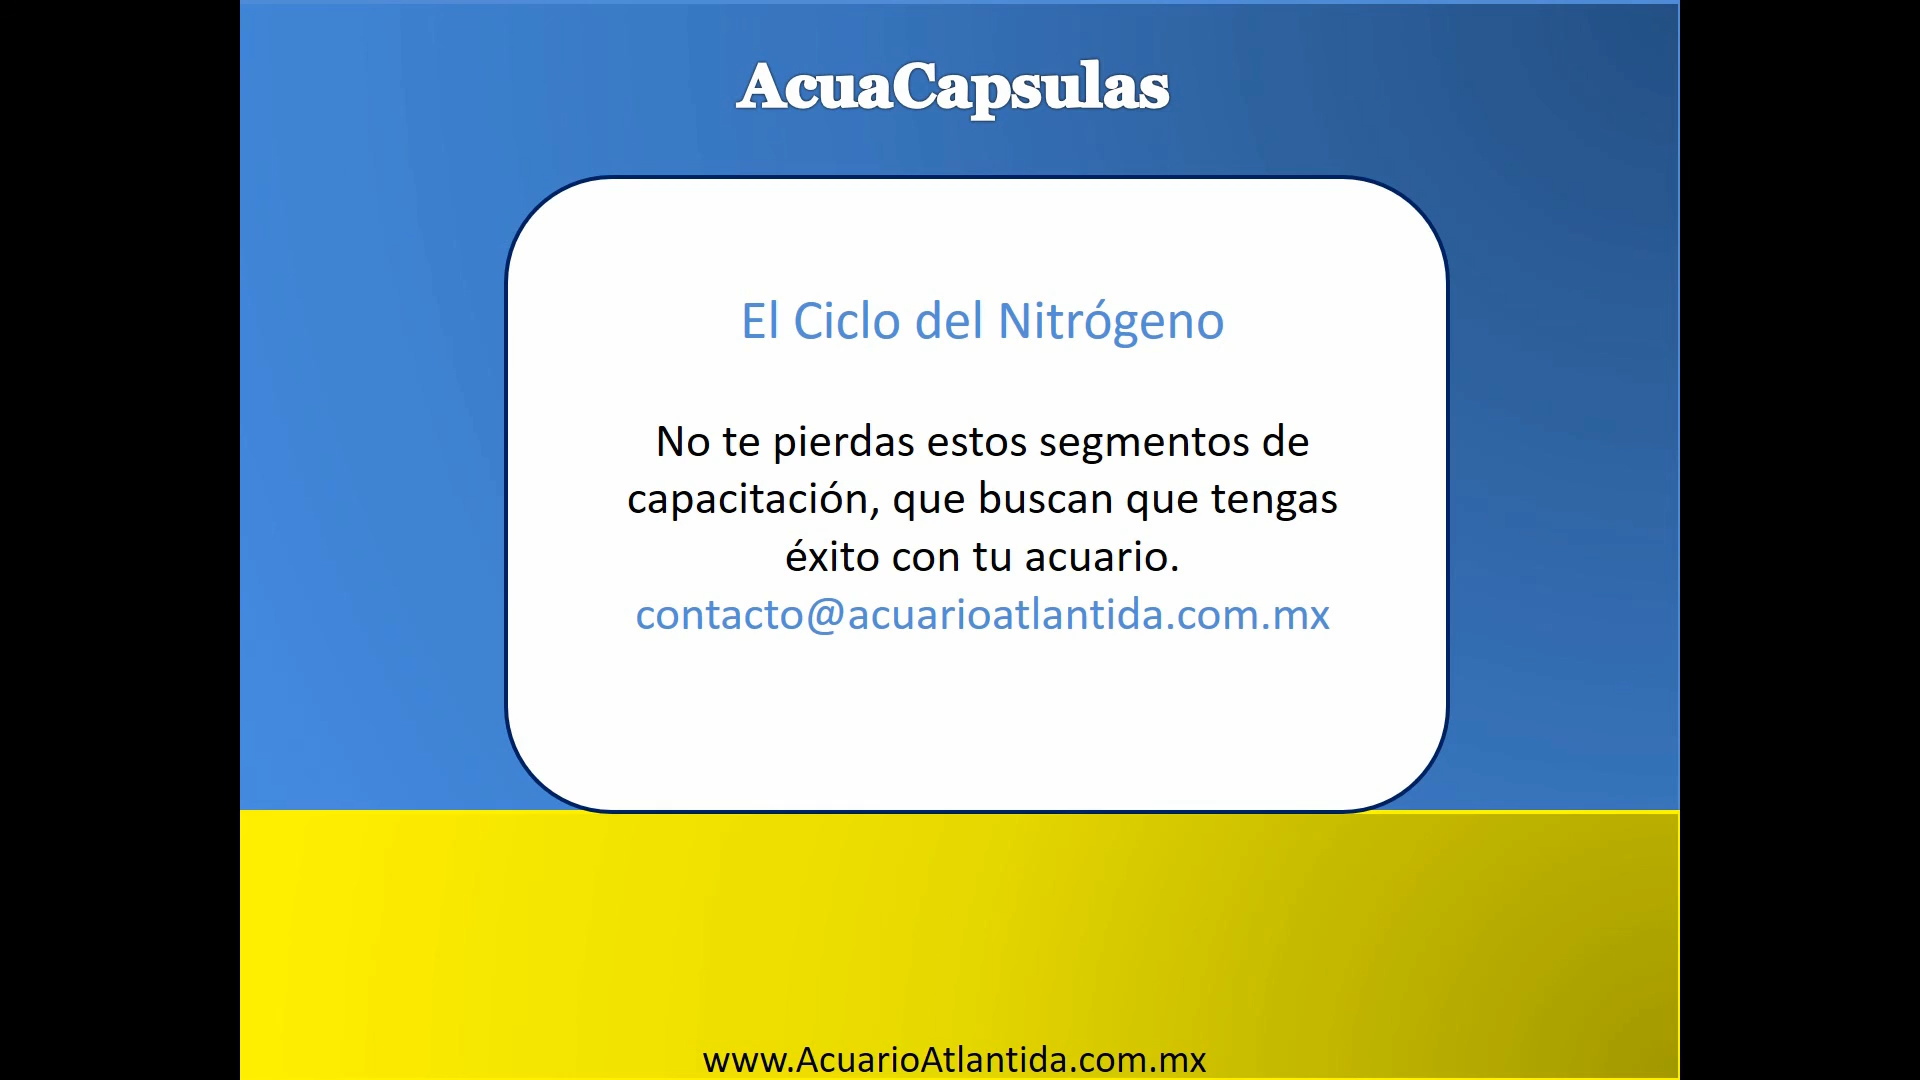 AcuaCapsulas
El Ciclo del Nitrógeno
No te pierdas estos segmentos de
capacitación, que buscan que tengas
éxito con tu acuario.
contacto@acuarioatlantida.com.mx
www.AcuarioAtlantida.com.mx